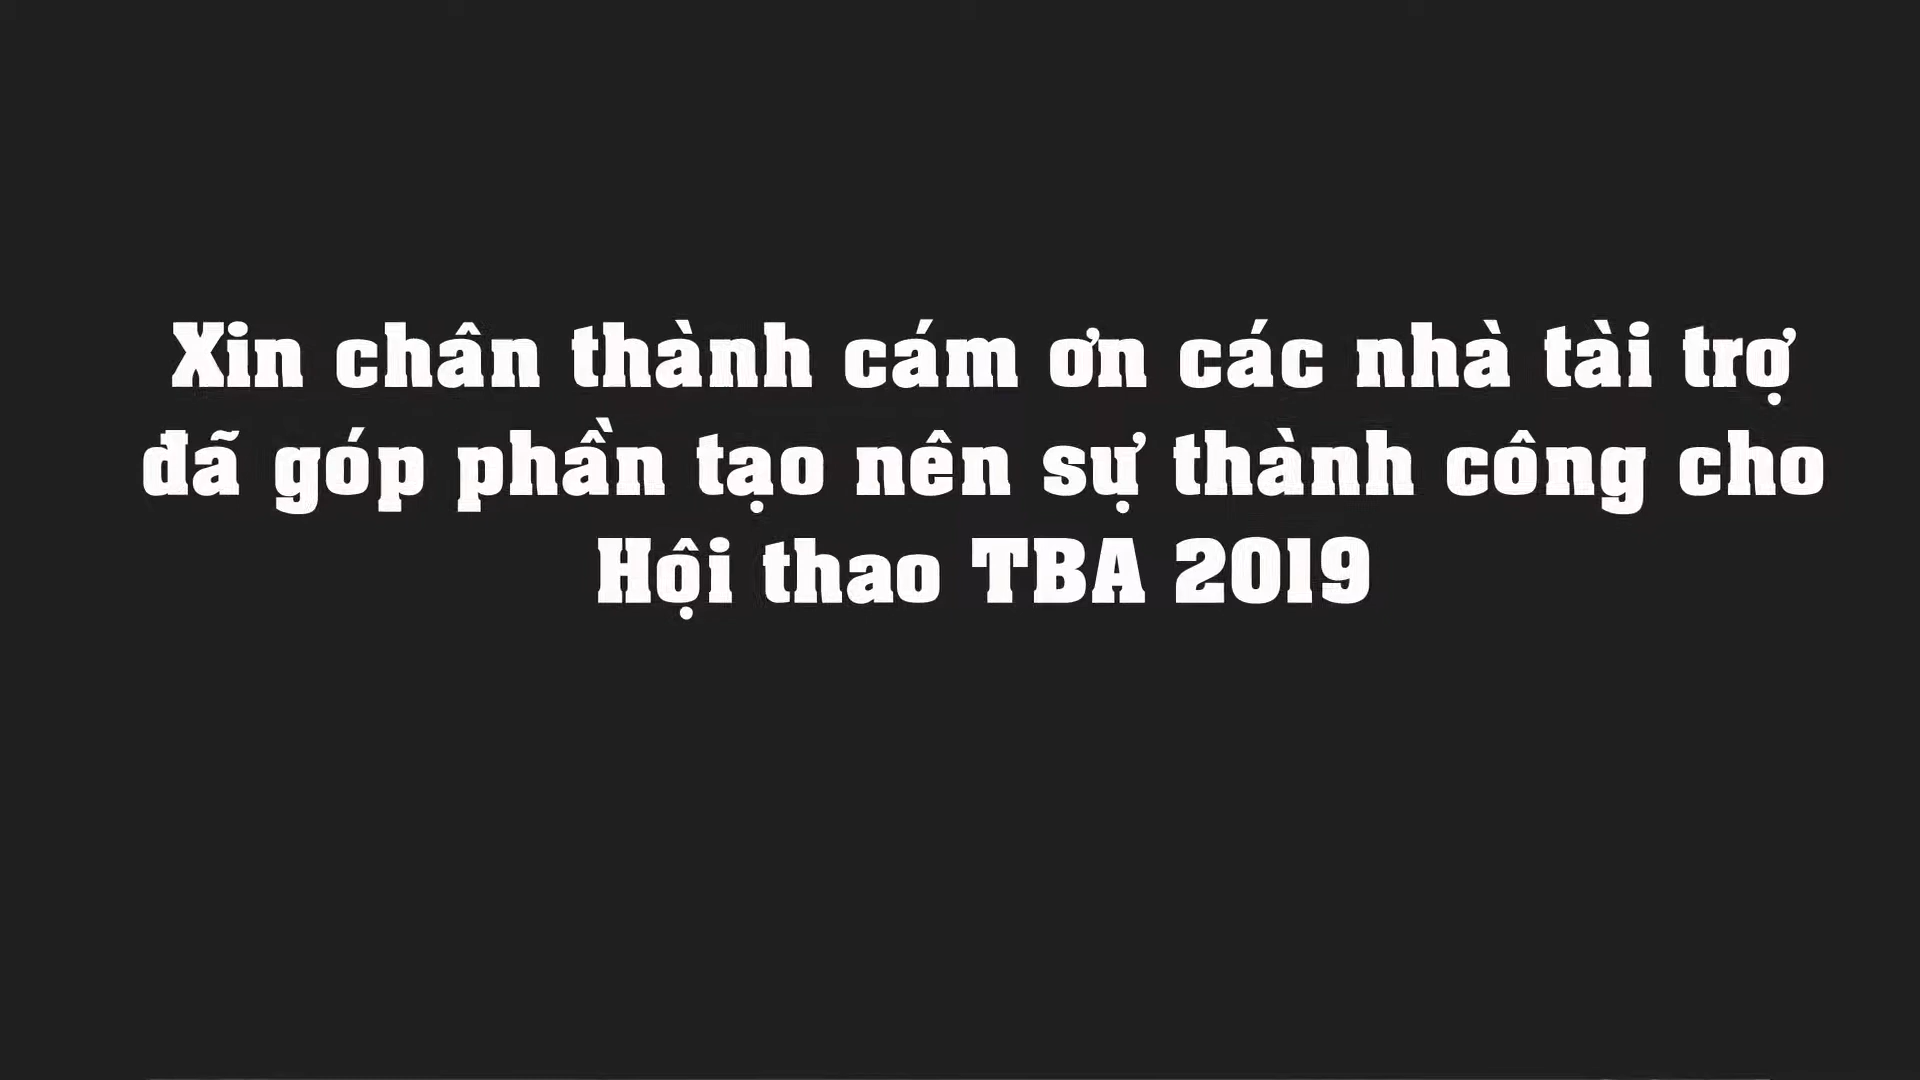 Xin chân thành cám ơn các nhà tài trợ
đã góp phần tạo nên sự thành công cho
Hội thao TBA 2019